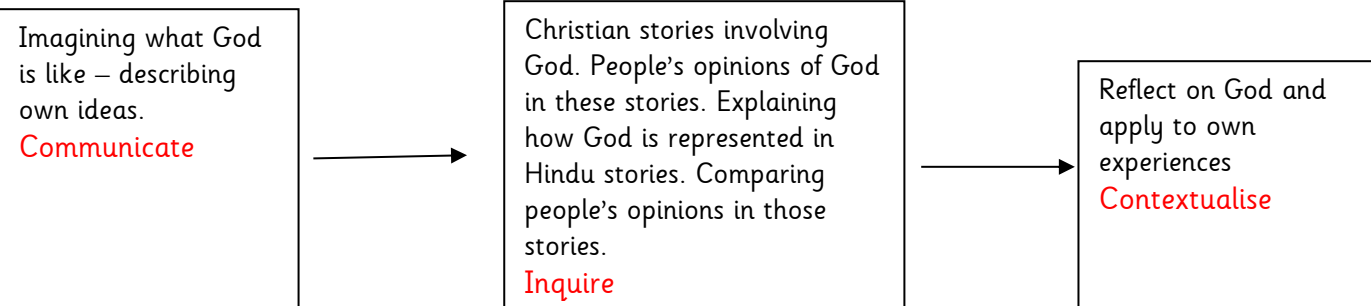 Imagining what God
is like – describing
own ideas.
Communicate
Christian stories involving
God. People's opinions of God
in these stories. Explaining
how God is represented in
Hindu stories. Comparing
people's opinions in those
stories.
Inquire
Reflect on God and
apply to own
experiences
Contextualise